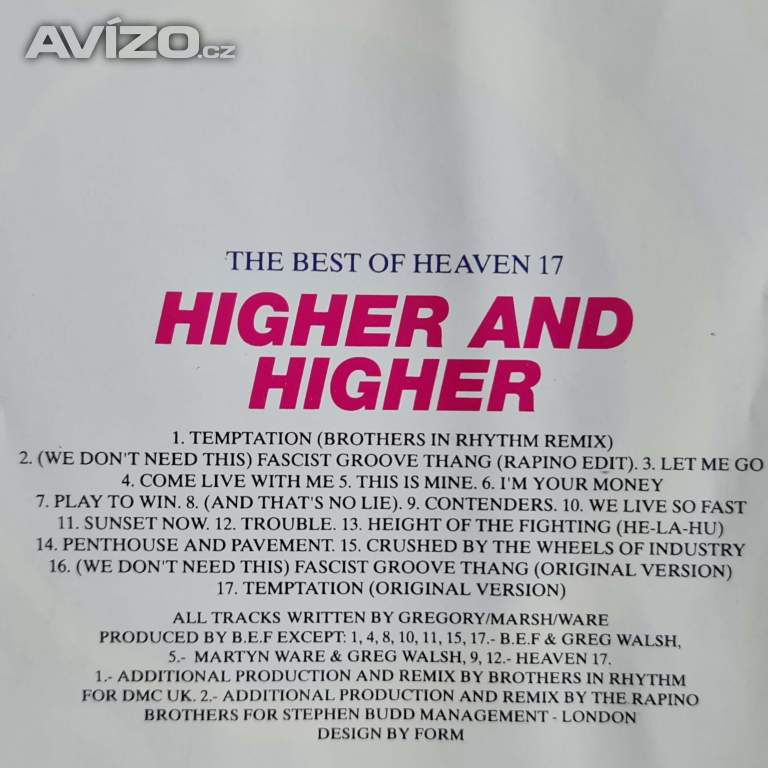 AVÍZO.cz
THE BEST OF HEAVEN 17
HIGHER AND
HIGHER
1. TEMPTATION (BROTHERS IN RHYTHM REMIX)
2. (WE DON'T NEED THIS) FASCIST GROOVE THANG (RAPINO EDIT). 3. LET ME GO
4. COME LIVE WITH ME 5. THIS IS MINE. 6. I'M YOUR MONEY
7. PLAY TO WIN. 8. (AND THAT'S NO LIE). 9. CONTENDERS. 10. WE LIVE SO FAST
11. SUNSET NOW. 12. TROUBLE. 13. HEIGHT OF THE FIGHTING (HE-LA-HU)
14. PENTHOUSE AND PAVEMENT. 15. CRUSHED BY THE WHEELS OF INDUSTRY
16. (WE DON'T NEED THIS) FASCIST GROOVE THANG (ORIGINAL VERSION)
17. TEMPTATION (ORIGINAL VERSION)
ALL TRACKS WRITTEN BY GREGORY/MARSH/WARE
PRODUCED BY B.E.F EXCEPT: 1, 4, 8, 10, 11, 15, 17.- B.E.F & GREG WALSH,
5.- MARTYN WARE & GREG WALSH, 9, 12.- HEAVEN 17.
1.- ADDITIONAL PRODUCTION AND REMIX BY BROTHERS IN RHYTHM
FOR DMC UK. 2.- ADDITIONAL PRODUCTION AND REMIX BY THE RAPINO
BROTHERS FOR STEPHEN BUDD MANAGEMENT - LONDON
DESIGN BY FORM